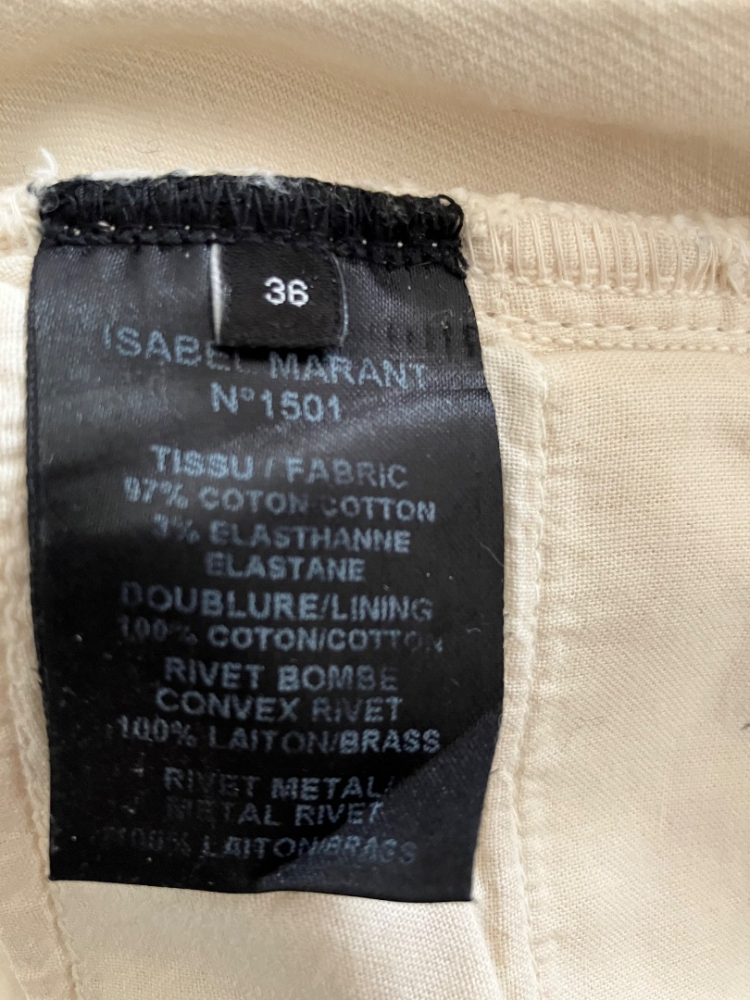 36
ISABEL MARANT
N°1501
TISSU / FABRIC
97% COTON COTTON
3% ELASTHANNE
ELASTANE
DOUBLURE/LINING
100% COTON/COTTON
RIVET BOMBE
CONVEX RIVET
100% LAITON/BRASS
RIVET METAL/
METAL RIVET
100% LAITON/BRASS